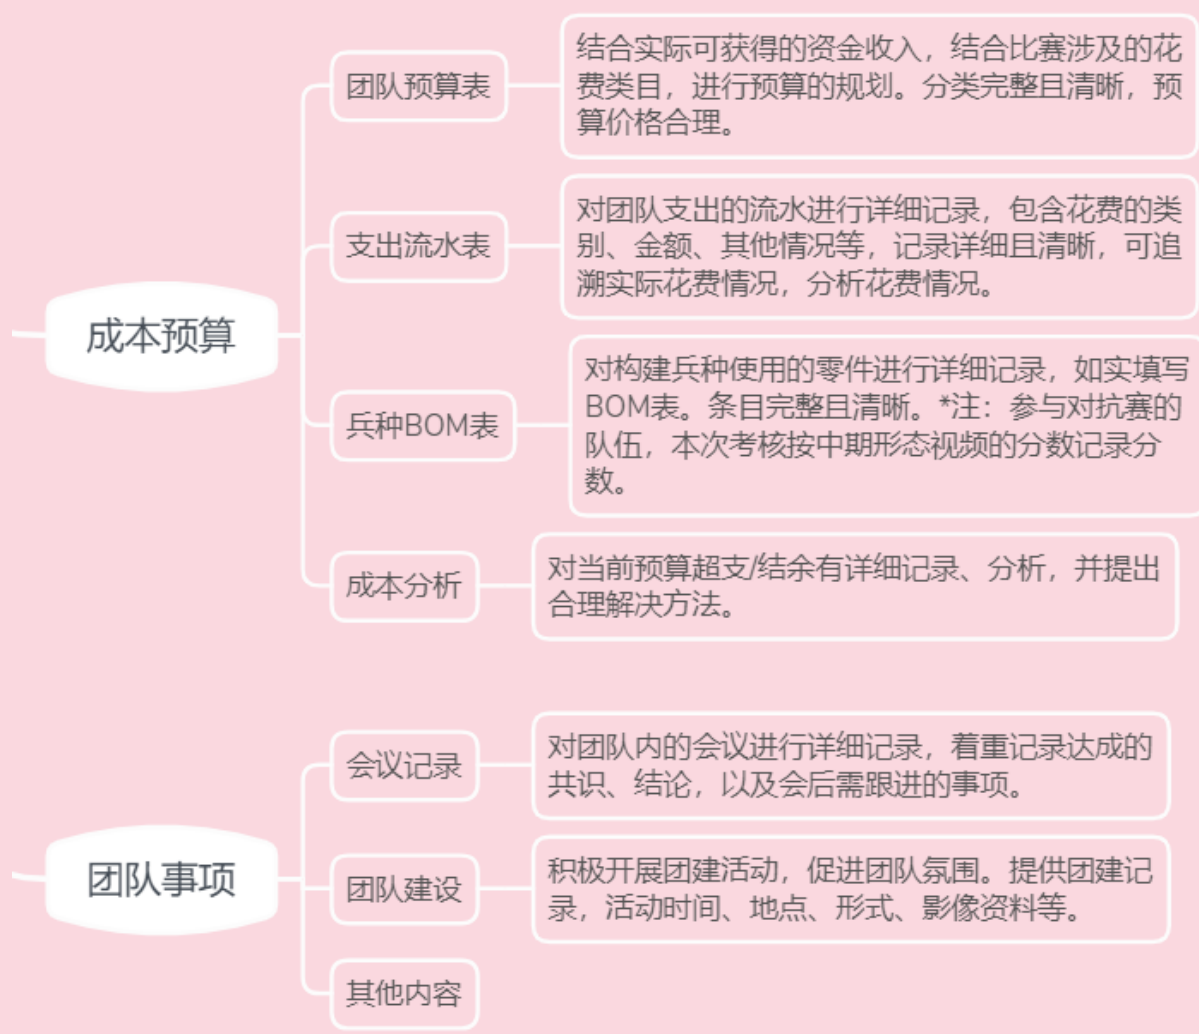 成本预算
团队预算表
结合实际可获得的资金收入，结合比赛涉及的花
费类目，进行预算的规划。分类完整且清晰，预
算价格合理。
支出流水表
对团队支出的流水进行详细记录，包含花费的类
别、金额、其他情况等，记录详细且清晰，可追
溯实际花费情况，分析花费情况。
兵种BOM表
对构建兵种使用的零件进行详细记录，如实填写
BOM表。条目完整且清晰。*注：参与对抗赛的
队伍，本次考核按中期形态视频的分数记录分
数。
成本分析
对当前预算超支/结余有详细记录、分析，并提出
合理解决方法。
团队事项
会议记录
对团队内的会议进行详细记录，着重记录达成的
共识、结论，以及会后需跟进的事项。
团队建设
积极开展团建活动，促进团队氛围。提供团建记
录，活动时间、地点、形式、影像资料等。
其他内容